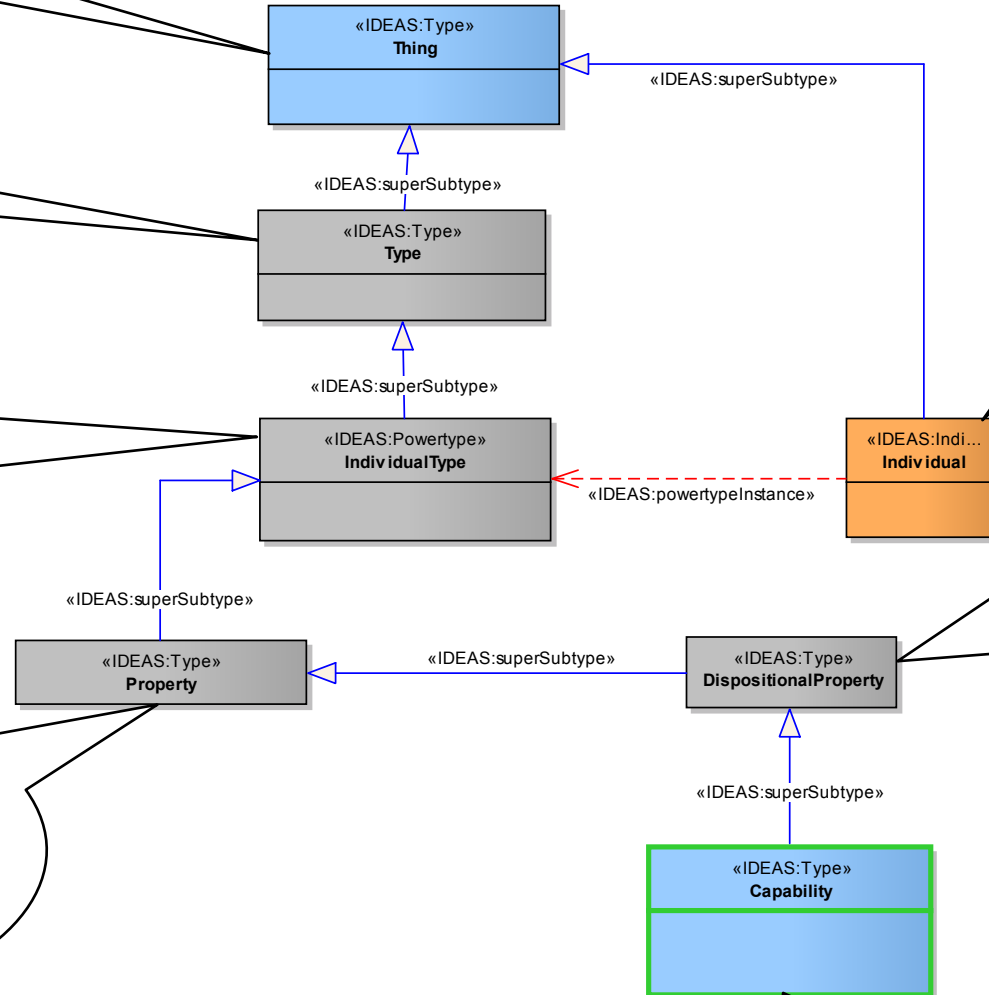 «IDEAS:Type»
Thing
«IDEAS:superSubtype»
«IDEAS:superSubtype»
«IDEAS:Type»
Type
«IDEAS:superSubtype»
«IDEAS:Powertype»
IndividualType
«IDEAS:Indi...
Individual
«IDEAS:powertypeInstance»
«IDEAS:superSubtype»
«IDEAS:Type»
Property
«IDEAS:superSubtype»
«IDEAS:Type»
DispositionalProperty
«IDEAS:superSubtype»
«IDEAS:Type»
Capability